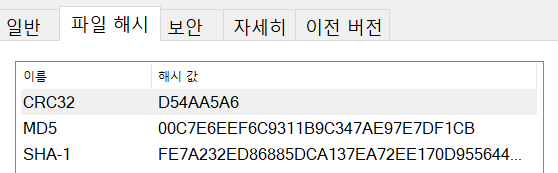 일반 파일 해시 보안 자세히 이전 버전
이름 해시 값
CRC32 D54AA5A6
MD5 00C7E6EEF6C9311B9C347AE97E7DF1CB
SHA-1 FE7A232ED86885DCA137EA72EE170D955644...